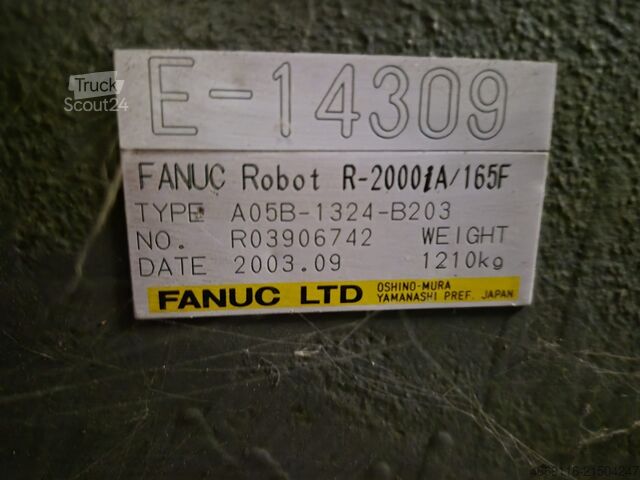 E-14309
Truck
Scout24
FANUC Robot R-2000iA/165F
TYPE A05B-1324-B203
NO. R03906742 WEIGHT
DATE 2003.09 1210kg
FANUC LTD OSHINO-MURA
YAMANASHI PREF. JAPAN